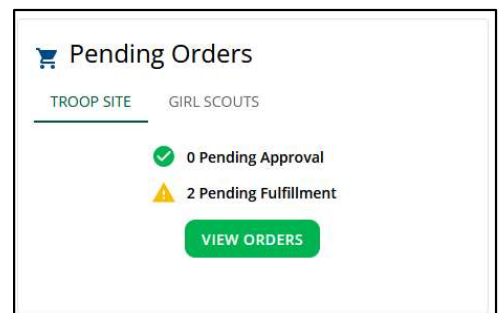 Pending Orders
TROOP SITE GIRL SCOUTS
0 Pending Approval
2 Pending Fulfillment
VIEW ORDERS